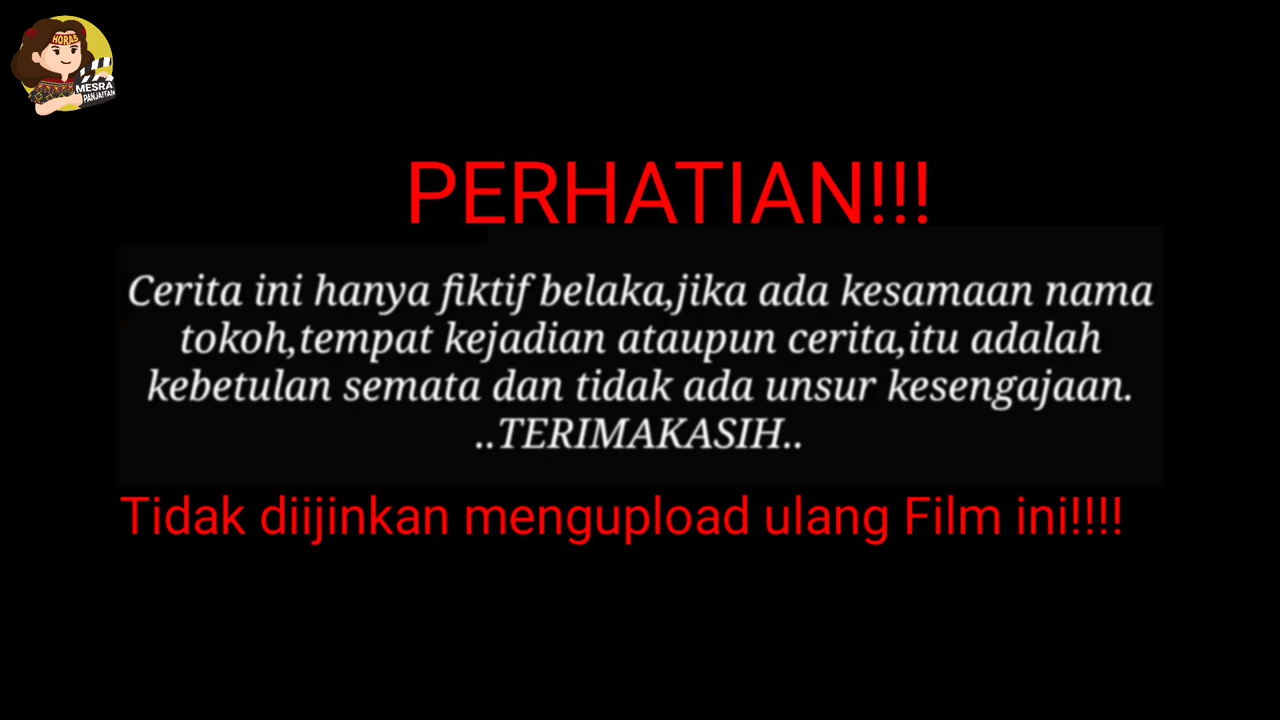 HORAS
MESRA
PANJAITAN
PERHATIAN!!!
Cerita ini hanya fiktif belaka,jika ada kesamaan nama
tokoh,tempat kejadian ataupun cerita,itu adalah
kebetulan semata dan tidak ada unsur kesengajaan.
..TERIMAKASIH..
Tidak diijinkan mengupload ulang Film ini!!!!